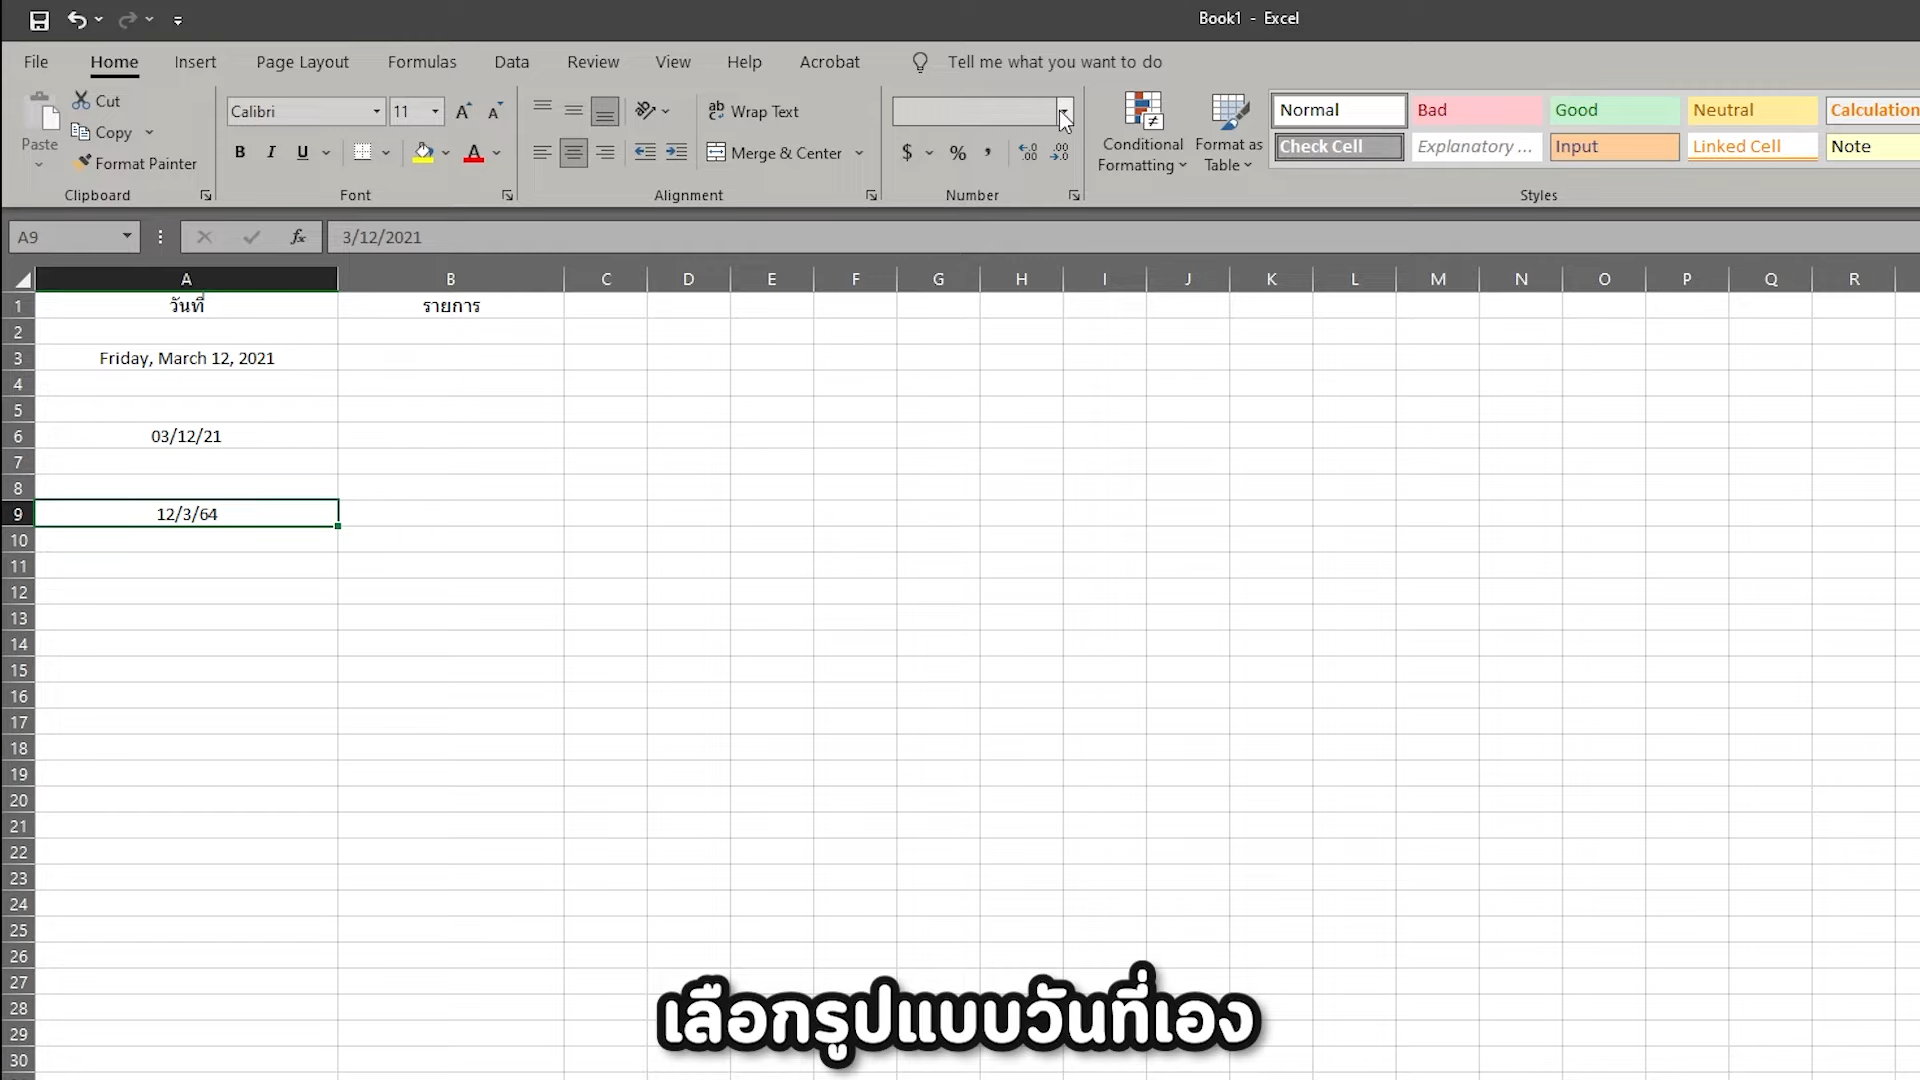 Book1 - Excel
File Home Insert Page Layout Formulas Data Review View Help Acrobat Tell me what you want to do
Paste
Cut
Copy
Format Painter
Clipboard
Calibri 11
B I U
Font
ab Wrap Text
Merge & Center
Alignment
$ % ,
Number
Conditional Formatting
Format as Table
Normal Bad Good Neutral Calculation
Check Cell Explanatory ... Input Linked Cell Note
Styles
A9 fx 3/12/2021
A B C D E F G H I J K L M N O P Q R
1 วันที่ รายการ
2
3 Friday, March 12, 2021
4
5
6 03/12/21
7
8
9 12/3/64
10
11
12
13
14
15
16
17
18
19
20
21
22
23
24
25
26
27
28
29
30
เลือกรูปแบบวันที่เอง